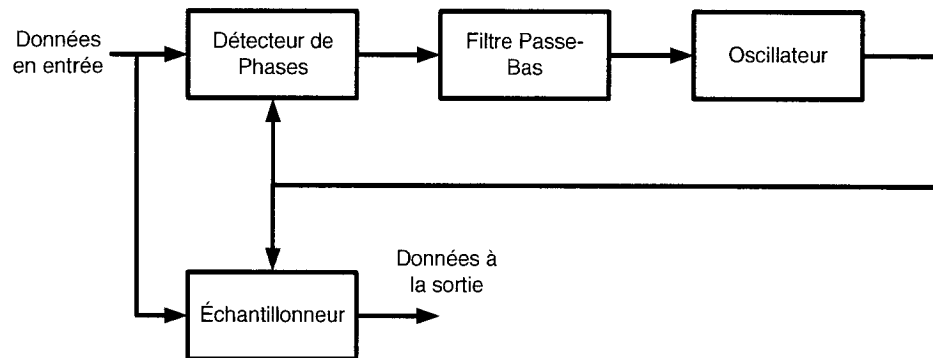 Données
en entrée
Détecteur de
Phases
Filtre Passe-
Bas
Oscillateur
Données à
la sortie
Échantillonneur